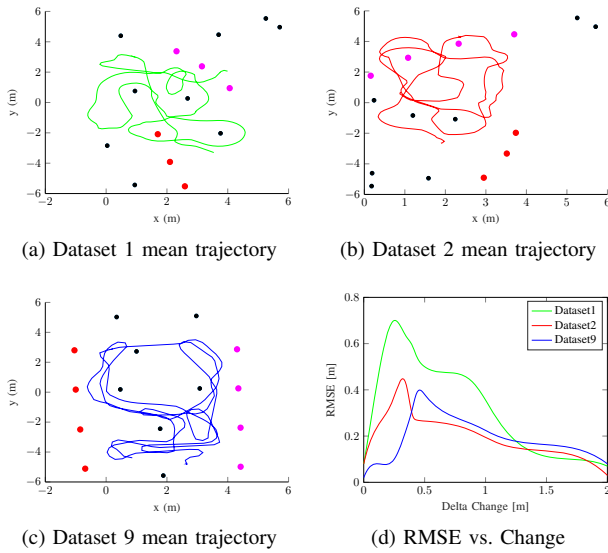 6
4
2
0
−2
−4
−6
y (m)
−2 0 2 4 6
x (m)
(a) Dataset 1 mean trajectory
6
4
2
0
−2
−4
−6
y (m)
0 1 2 3 4 5 6
x (m)
(b) Dataset 2 mean trajectory
6
4
2
0
−2
−4
−6
y (m)
−2 0 2 4 6
x (m)
(c) Dataset 9 mean trajectory
0.8
0.6
0.4
0.2
0
RMSE [m]
Dataset1
Dataset2
Dataset9
0 0.5 1 1.5 2
Delta Change [m]
(d) RMSE vs. Change